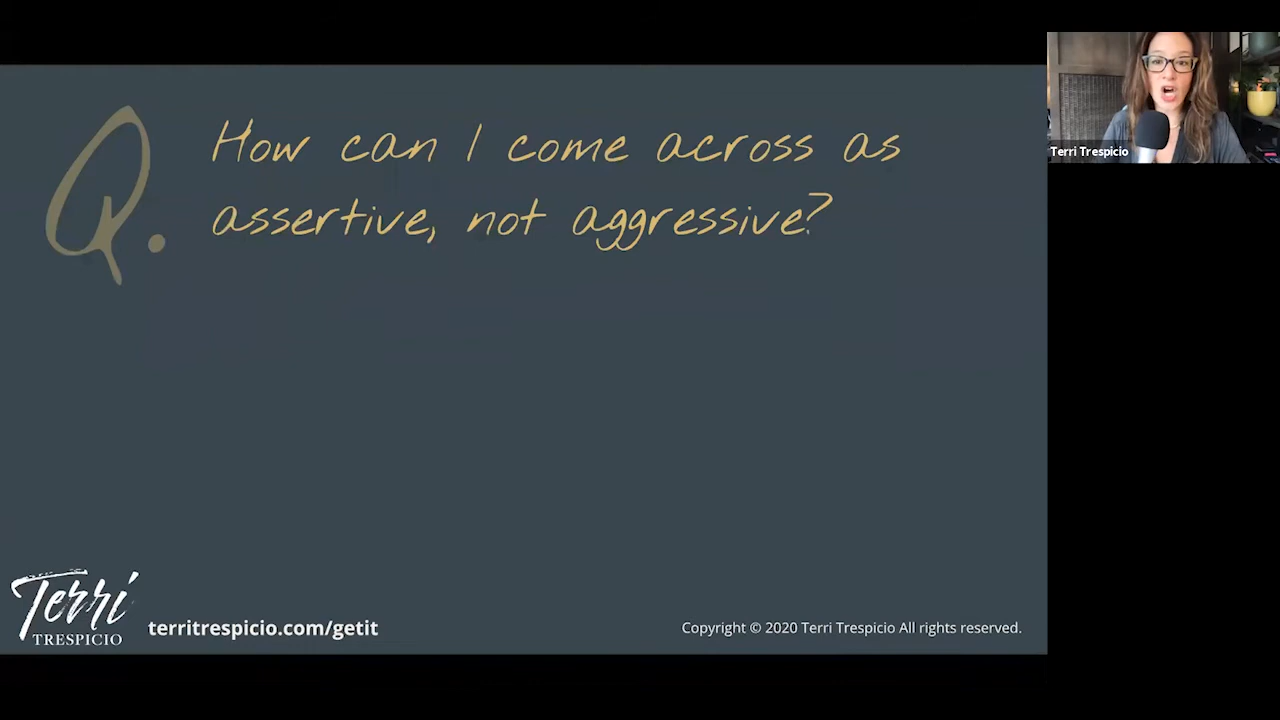 Q.
How can I come across as
assertive, not aggressive?
Terri Trespicio
Terri
TRESPICIO
territrespicio.com/getit
Copyright © 2020 Terri Trespicio All rights reserved.